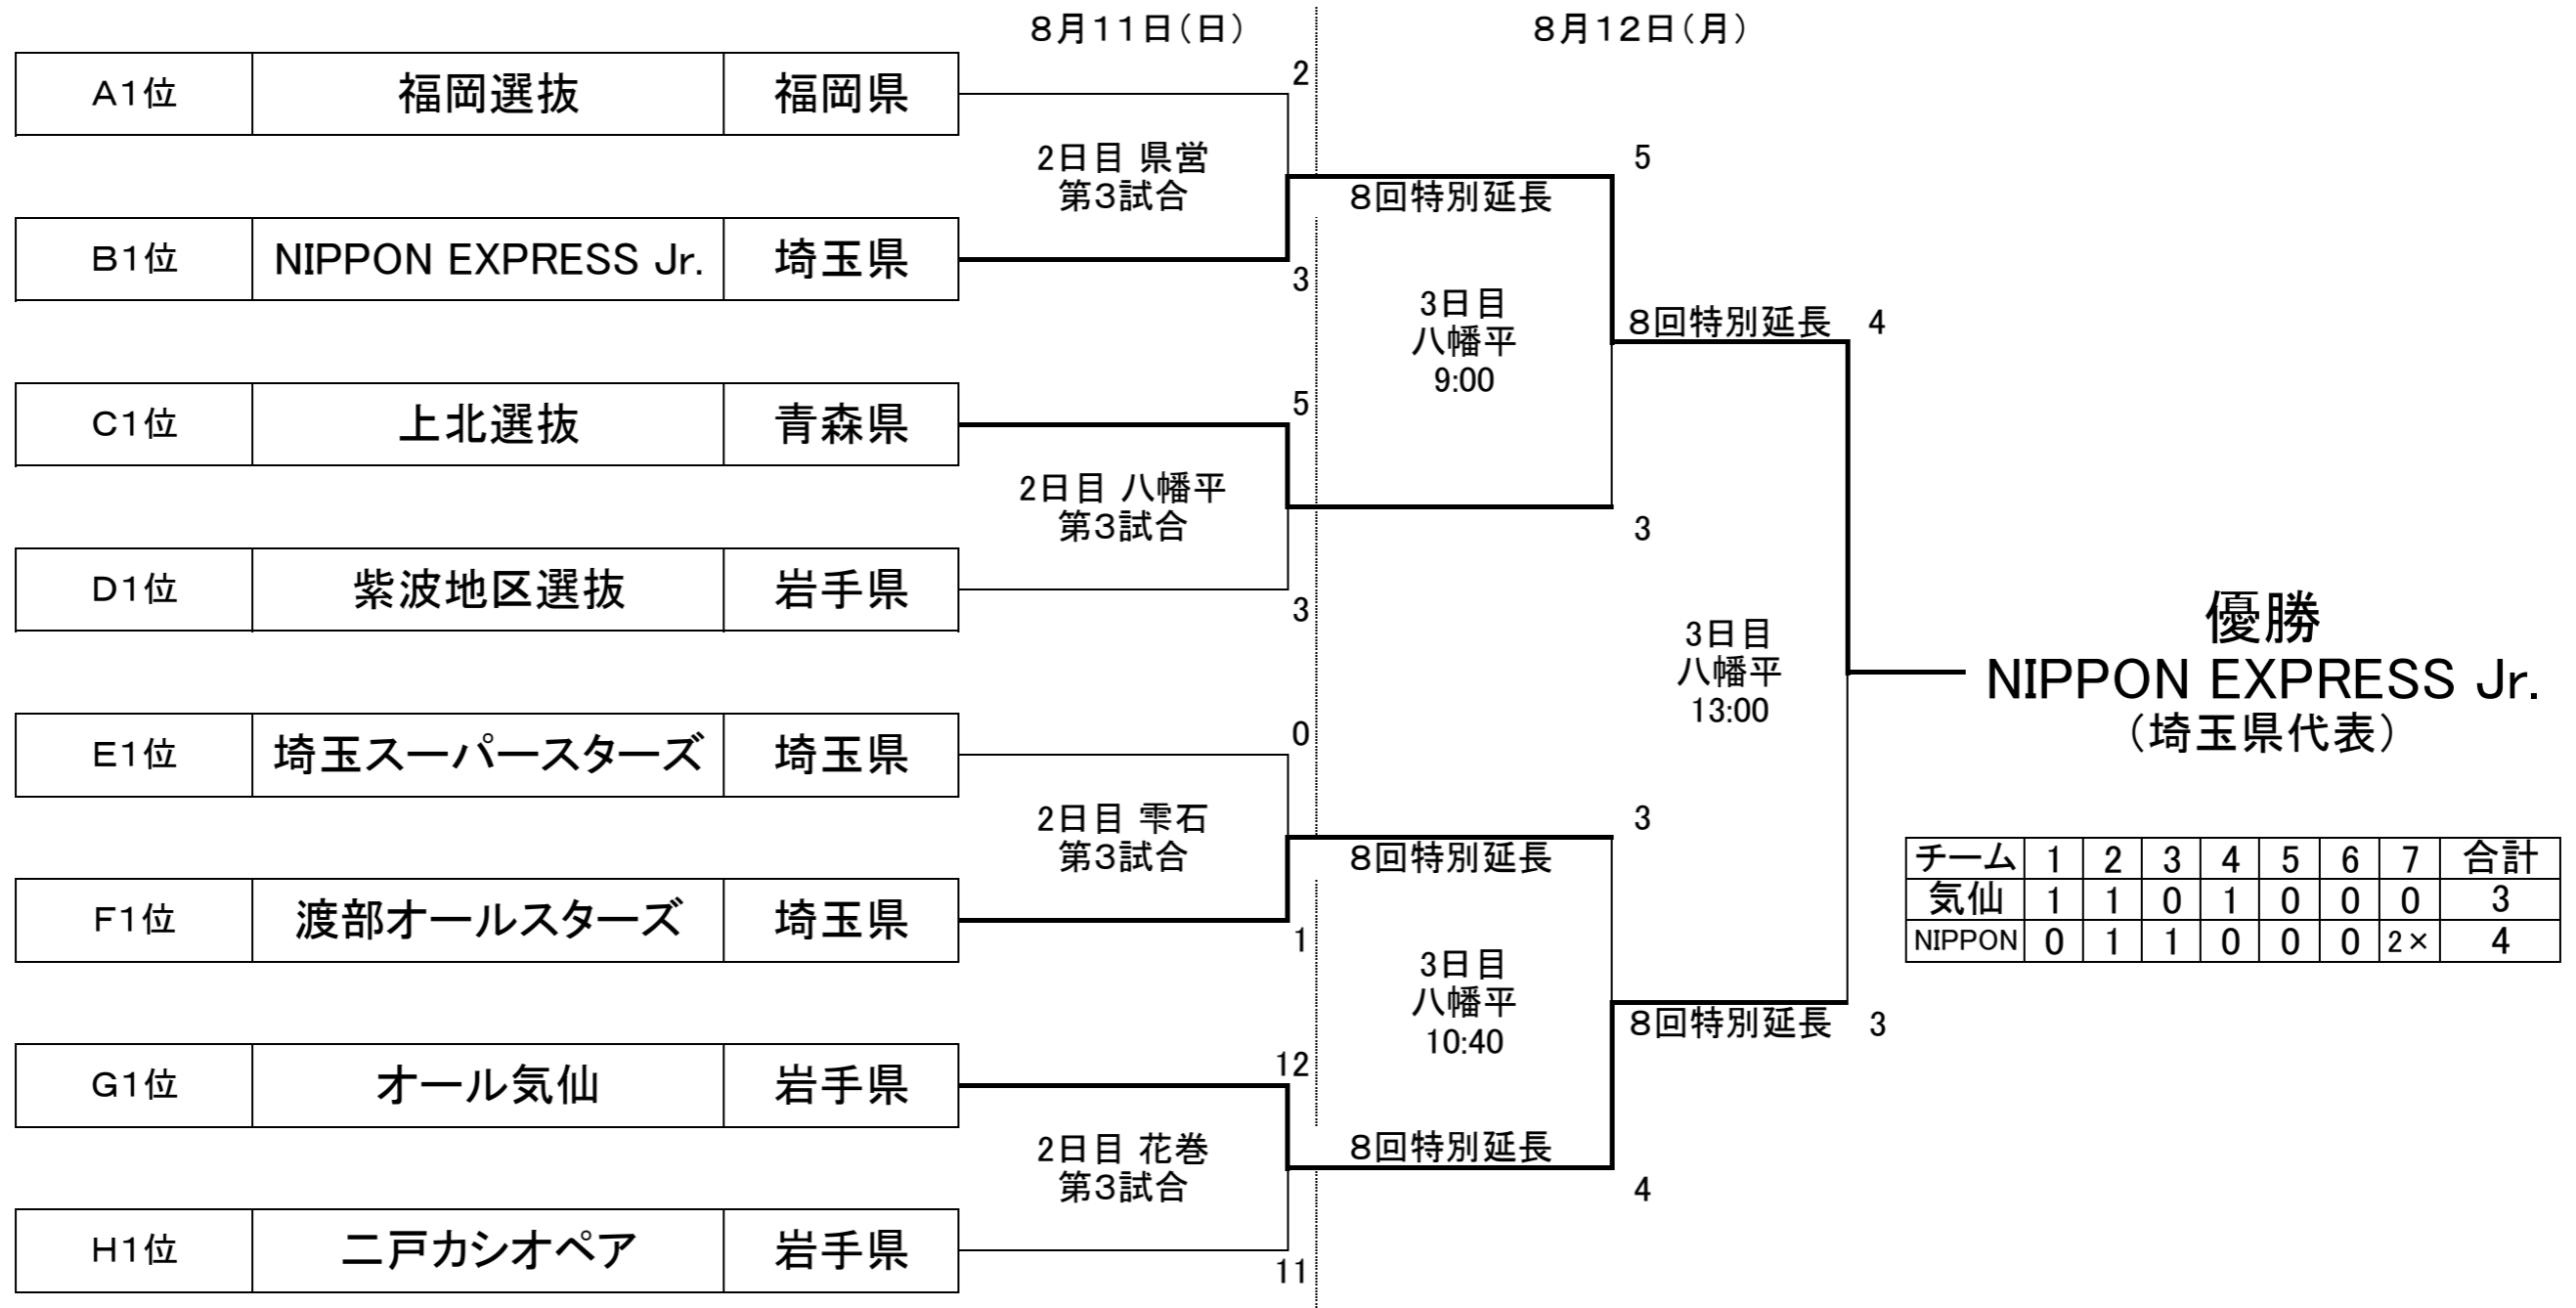 ８月１１日（日）
８月１２日（月）
A１位 福岡選抜 福岡県
2
2日目 県営
第３試合
5
８回特別延長
B１位 NIPPON EXPRESS Jr. 埼玉県
3
3日目
八幡平
9:00
８回特別延長 4
C１位 上北選抜 青森県
5
2日目 八幡平
第３試合
3
D１位 紫波地区選抜 岩手県
3
3日目
八幡平
13:00
優勝
NIPPON EXPRESS Jr.
（埼玉県代表）
E１位 埼玉スーパースターズ 埼玉県
0
2日目 雫石
第３試合
3
８回特別延長
F１位 渡部オールスターズ 埼玉県
1
チーム 1 2 3 4 5 6 7 合計
気仙 1 1 0 1 0 0 0 3
NIPPON 0 1 1 0 0 0 2× 4
3日目
八幡平
10:40
８回特別延長 3
G１位 オール気仙 岩手県
12
2日目 花巻
第３試合
８回特別延長
4
H１位 二戸カシオペア 岩手県
11